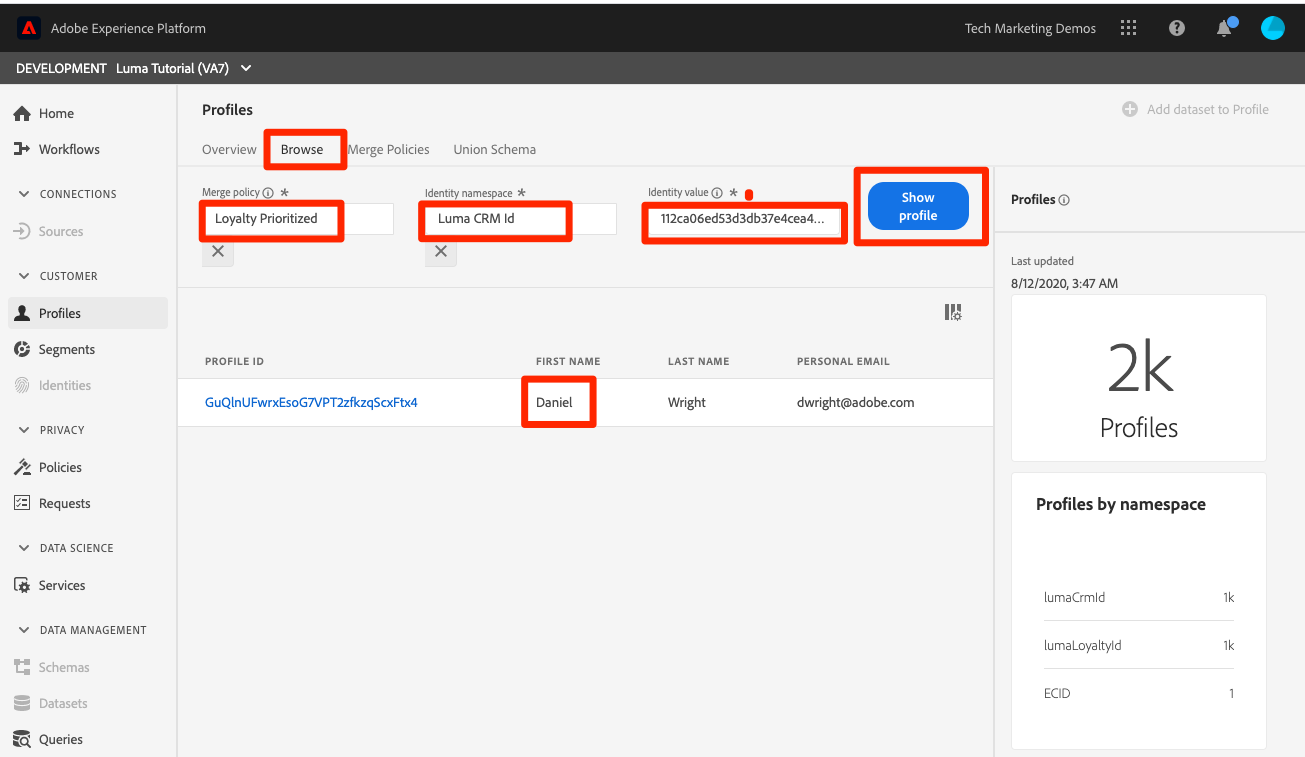 Adobe Experience Platform
Tech Marketing Demos
DEVELOPMENT Luma Tutorial (VA7)
Home
Workflows
CONNECTIONS
Sources
CUSTOMER
Profiles
Segments
Identities
PRIVACY
Policies
Requests
DATA SCIENCE
Services
DATA MANAGEMENT
Schemas
Datasets
Queries
Profiles
Add dataset to Profile
Overview Browse Merge Policies Union Schema
Merge policy *
Loyalty Prioritized
Identity namespace *
Luma CRM Id
Identity value *
112ca06ed53d3db37e4cea4...
Show
profile
PROFILE ID FIRST NAME LAST NAME PERSONAL EMAIL
GuQlnUFwrxEsoG7VPT2zfkzqScxFtx4 Daniel Wright dwright@adobe.com
Profiles
Last updated
8/12/2020, 3:47 AM
2k
Profiles
Profiles by namespace
lumaCrmId 1k
lumaLoyaltyId 1k
ECID 1